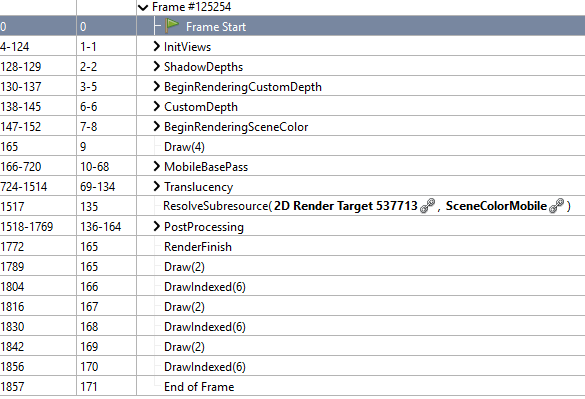 Frame #125254
0 0 Frame Start
4-124 1-1 InitViews
128-129 2-2 ShadowDepths
130-137 3-5 BeginRenderingCustomDepth
138-145 6-6 CustomDepth
147-152 7-8 BeginRenderingSceneColor
165 9 Draw(4)
166-720 10-68 MobileBasePass
724-1514 69-134 Translucency
1517 135 ResolveSubresource(2D Render Target 537713 , SceneColorMobile )
1518-1769 136-164 PostProcessing
1772 165 RenderFinish
1789 165 Draw(2)
1804 166 DrawIndexed(6)
1816 167 Draw(2)
1830 168 DrawIndexed(6)
1842 169 Draw(2)
1856 170 DrawIndexed(6)
1857 171 End of Frame